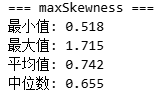 === maxSkewness ===
最小值: 0.518
最大值: 1.715
平均值: 0.742
中位数: 0.655